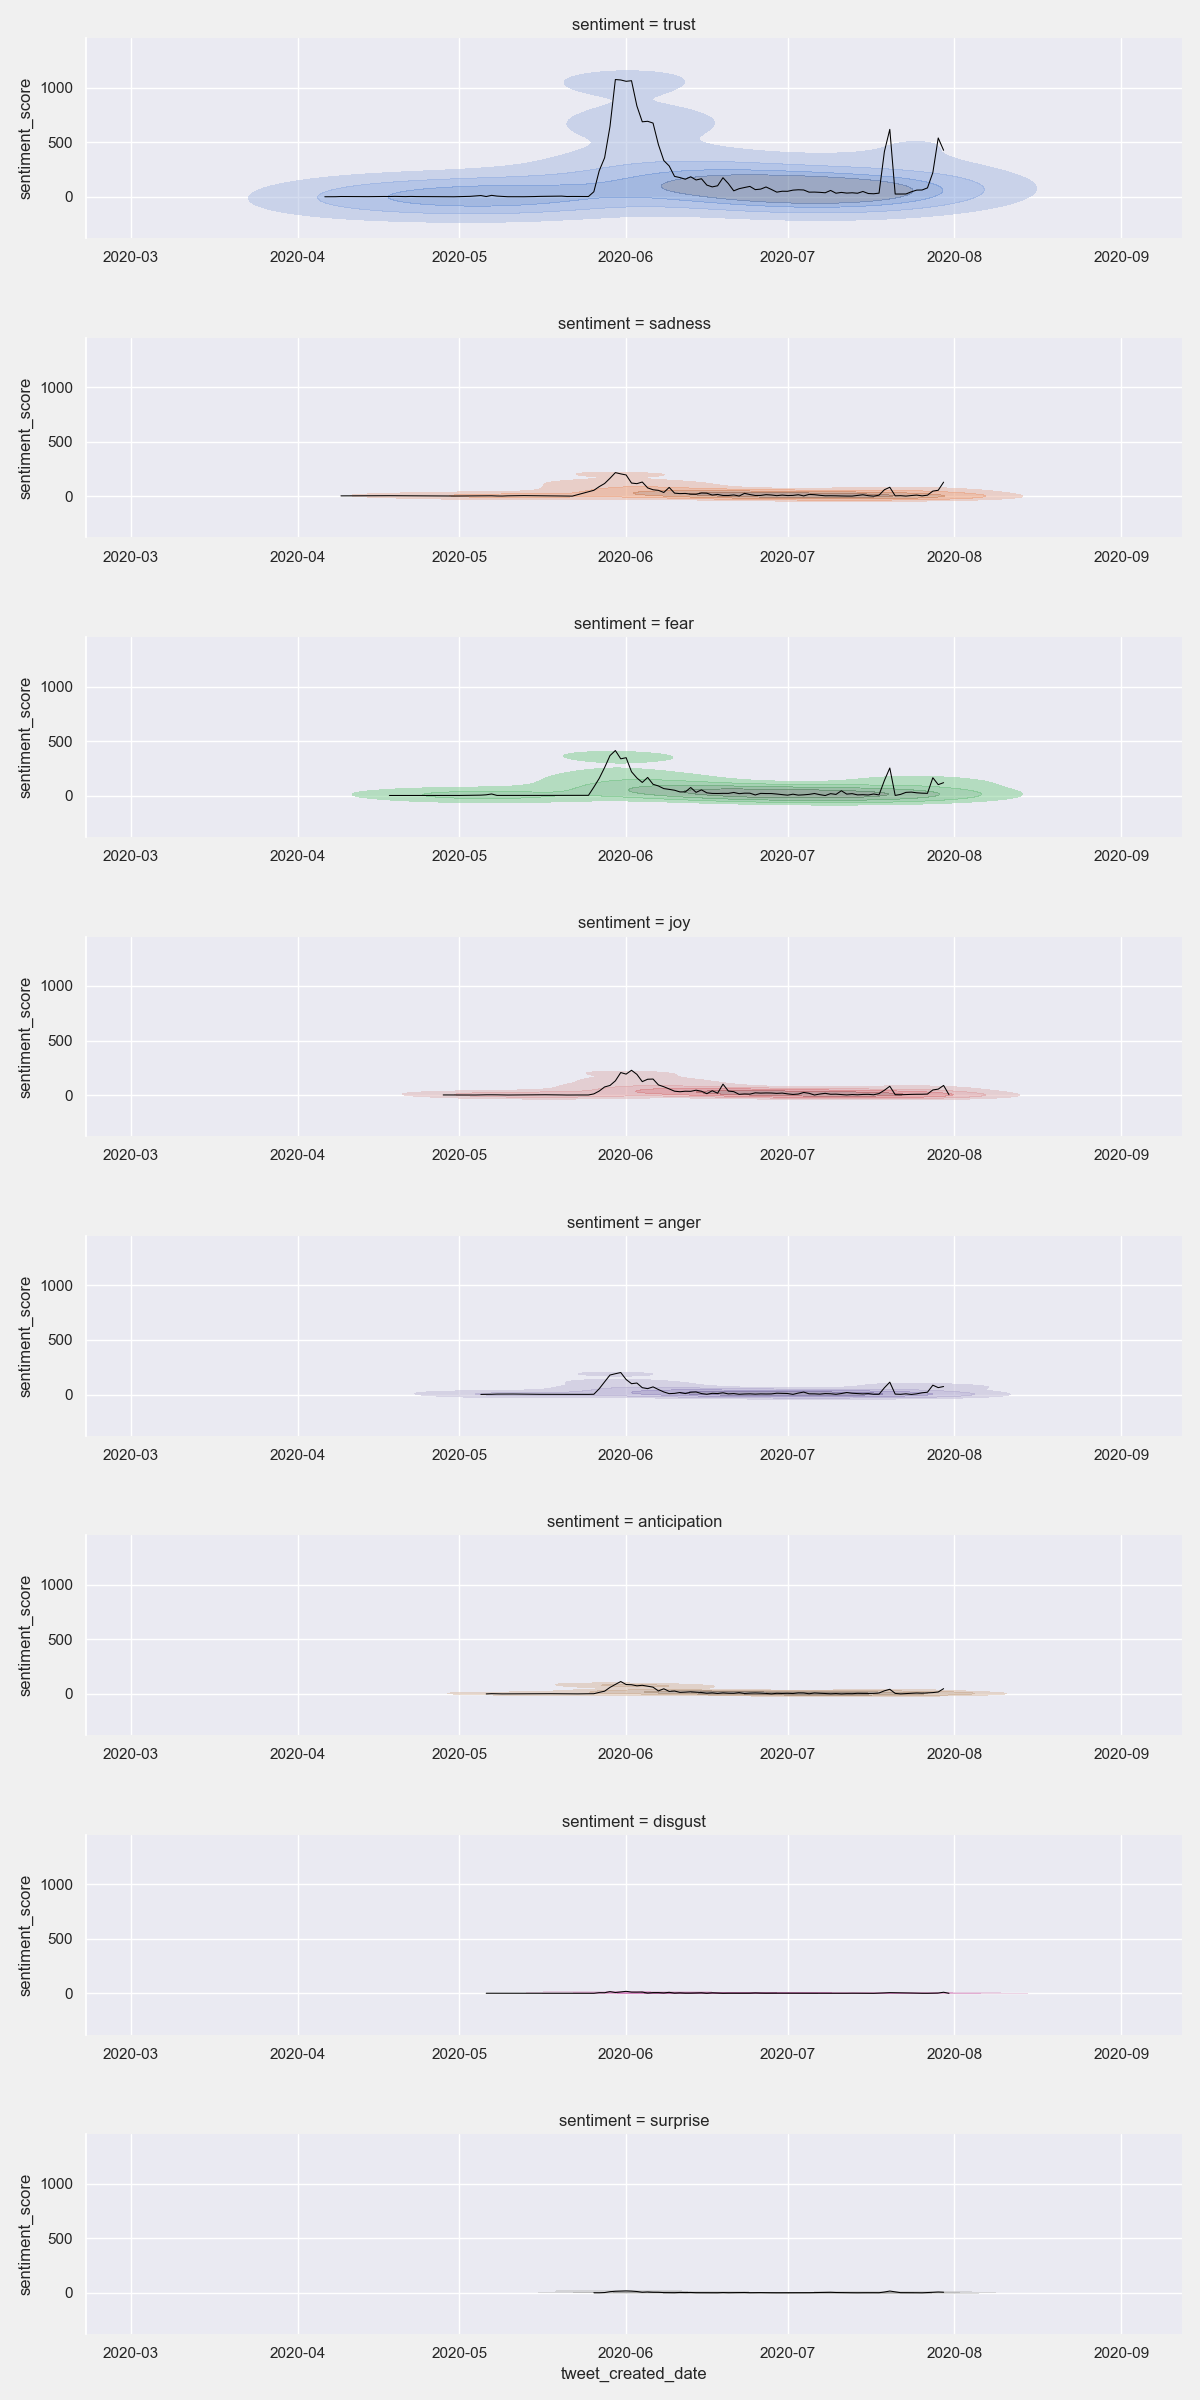 sentiment = trust
sentiment_score
1000
500
0
2020-03 2020-04 2020-05 2020-06 2020-07 2020-08 2020-09
sentiment = sadness
sentiment_score
1000
500
0
2020-03 2020-04 2020-05 2020-06 2020-07 2020-08 2020-09
sentiment = fear
sentiment_score
1000
500
0
2020-03 2020-04 2020-05 2020-06 2020-07 2020-08 2020-09
sentiment = joy
sentiment_score
1000
500
0
2020-03 2020-04 2020-05 2020-06 2020-07 2020-08 2020-09
sentiment = anger
sentiment_score
1000
500
0
2020-03 2020-04 2020-05 2020-06 2020-07 2020-08 2020-09
sentiment = anticipation
sentiment_score
1000
500
0
2020-03 2020-04 2020-05 2020-06 2020-07 2020-08 2020-09
sentiment = disgust
sentiment_score
1000
500
0
2020-03 2020-04 2020-05 2020-06 2020-07 2020-08 2020-09
sentiment = surprise
sentiment_score
1000
500
0
2020-03 2020-04 2020-05 2020-06 2020-07 2020-08 2020-09
tweet_created_date